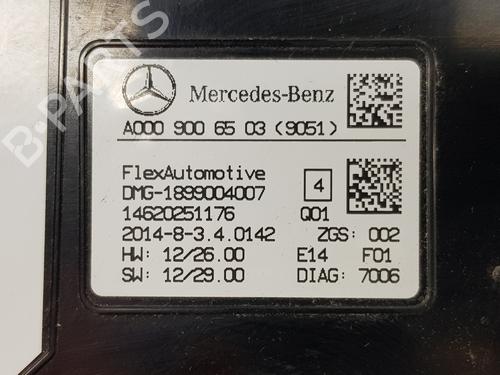 B-PARTS
Mercedes-Benz
A000 900 65 03 (9051)
FlexAutomotive
DMG-1899004007
4
14620251176
Q01
2014-8-3.4.0142
ZGS: 002
HW: 12/26.00
E14
F01
SW: 12/29.00
DIAG: 7006